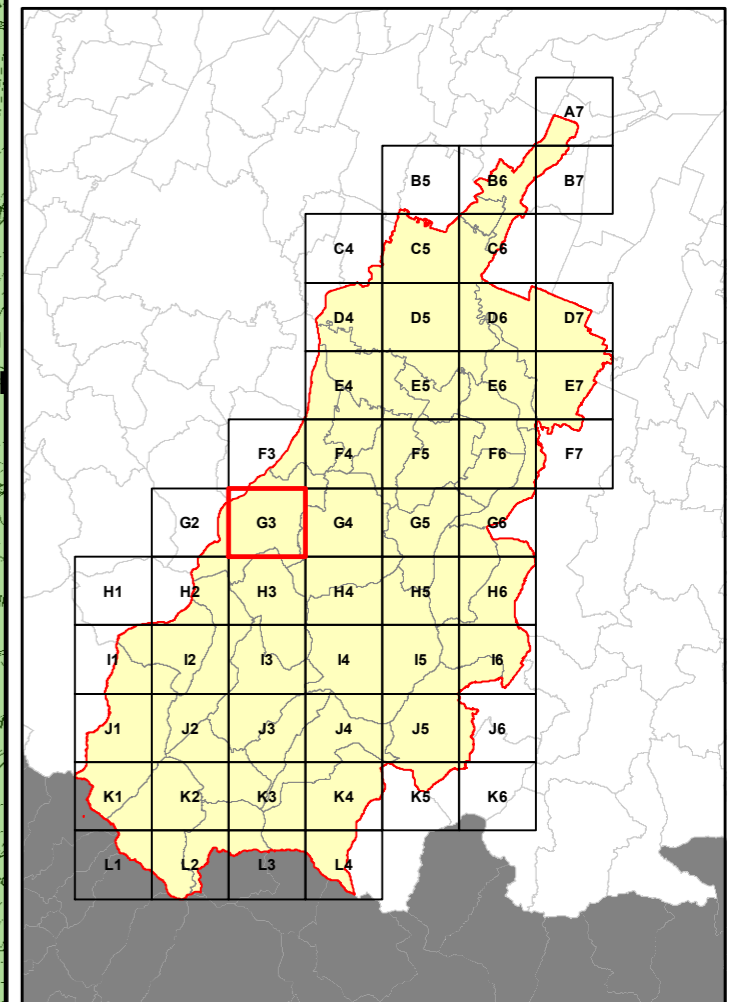 A7
B5 B6 B7
C4 C5 C6
D4 D5 D6 D7
E4 E5 E6 E7
F3 F4 F5 F6 F7
G2 G3 G4 G5 G6
H1 H2 H3 H4 H5 H6
I1 I2 I3 I4 I5 I6
J1 J2 J3 J4 J5 J6
K1 K2 K3 K4 K5 K6
L1 L2 L3 L4